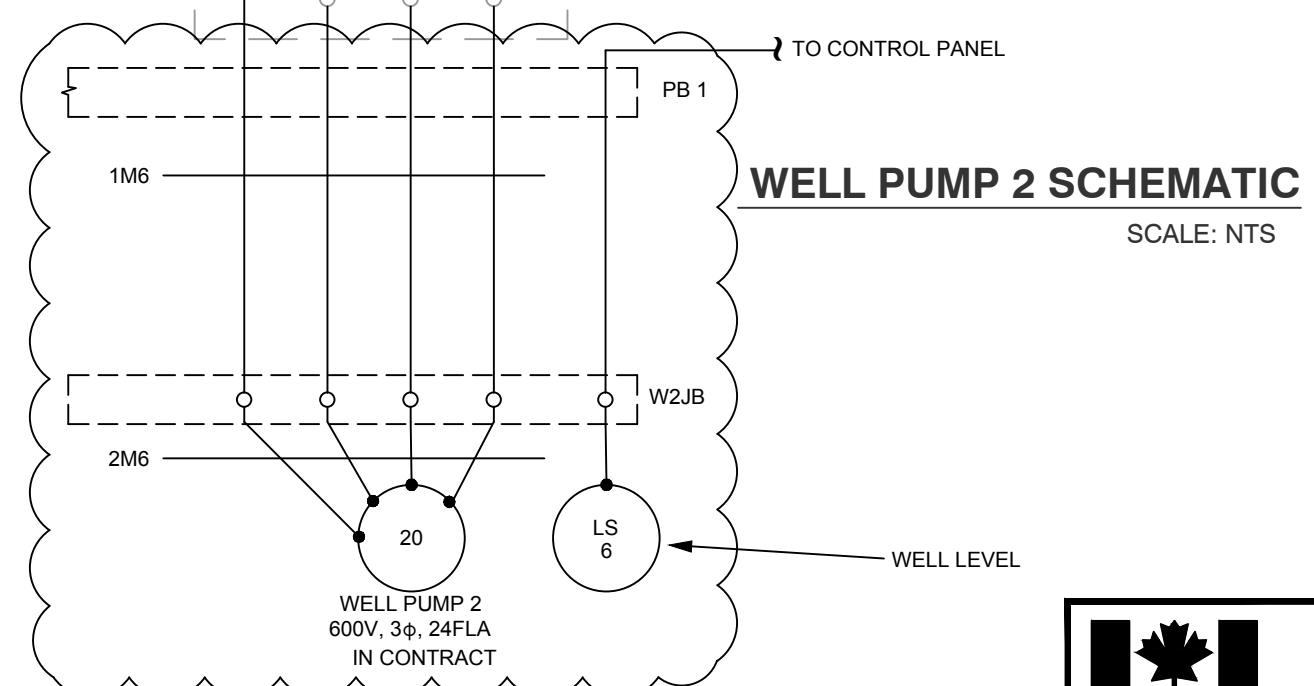 TO CONTROL PANEL
PB 1
1M6
WELL PUMP 2 SCHEMATIC
SCALE: NTS
W2JB
2M6
20
LS
6
WELL LEVEL
WELL PUMP 2
600V, 3ϕ, 24FLA
IN CONTRACT